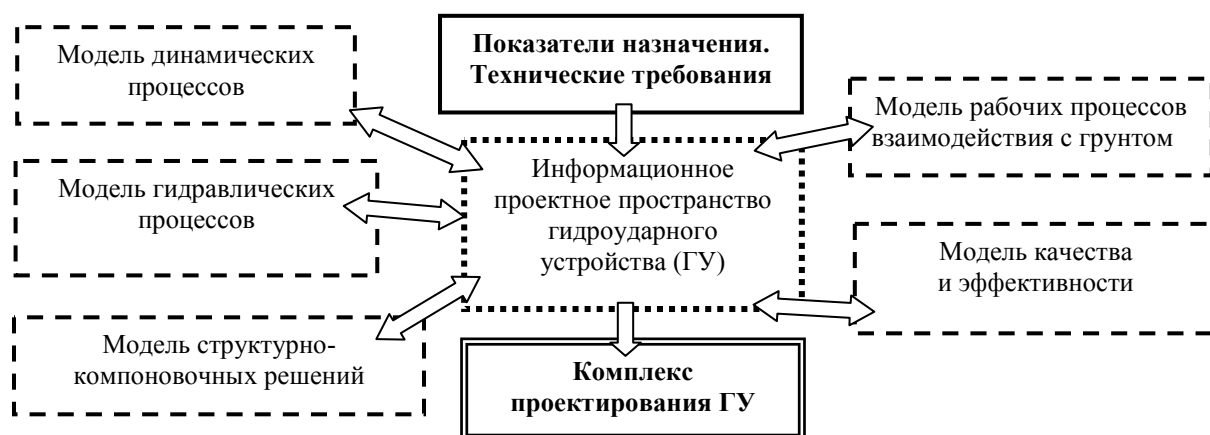 Модель динамических
процессов
Показатели назначения.
Технические требования
Модель рабочих процессов
взаимодействия с грунтом
Модель гидравлических
процессов
Информационное
проектное пространство
гидроударного
устройства (ГУ)
Модель качества
и эффективности
Модель структурно-
компоновочных решений
Комплекс
проектирования ГУ